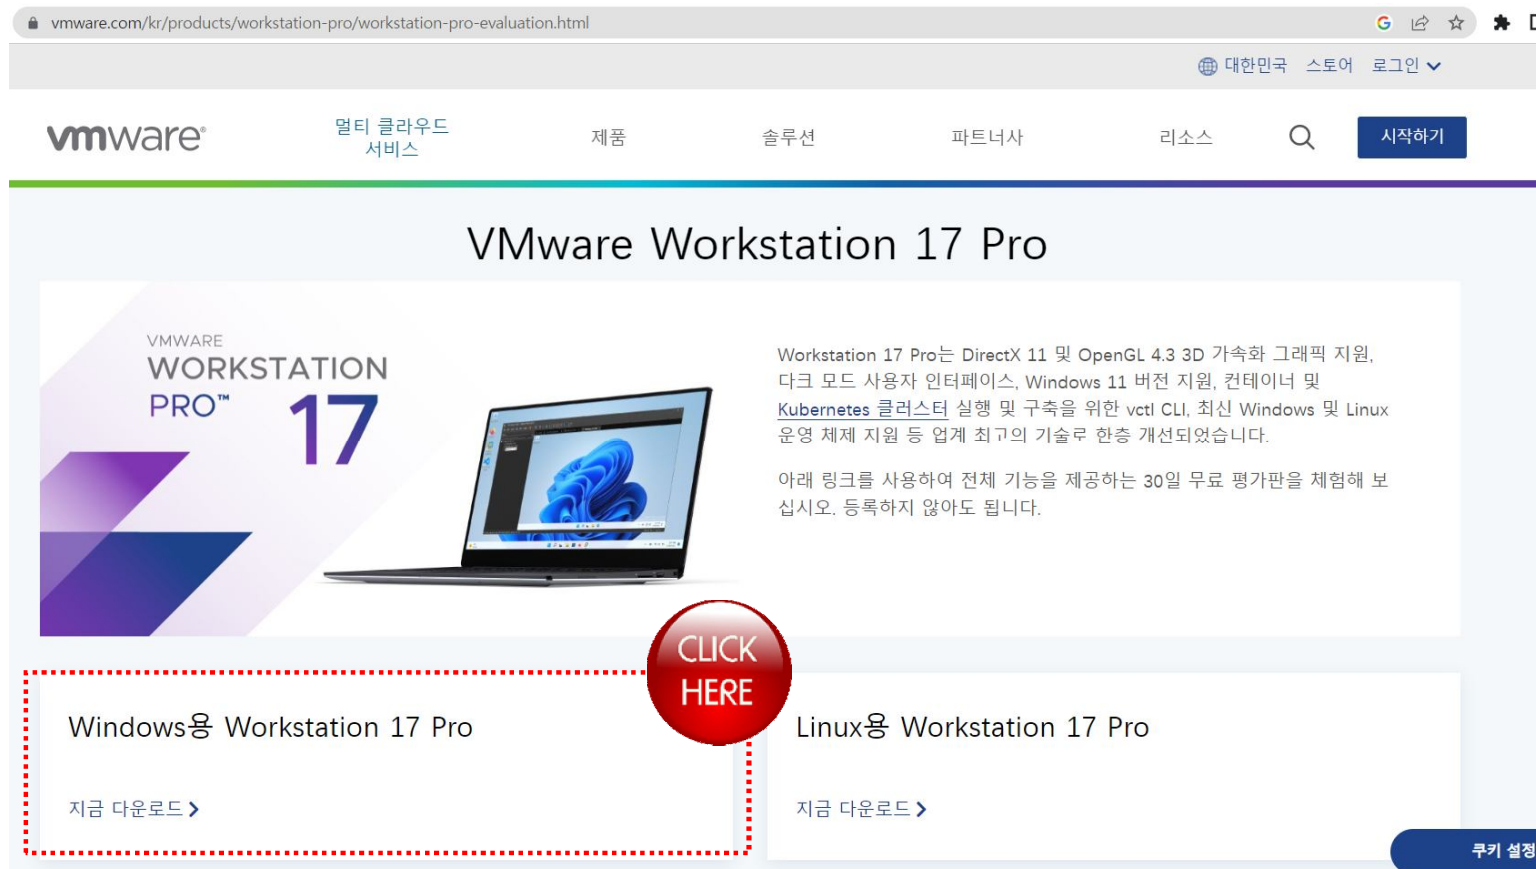 vmware.com/kr/products/workstation-pro/workstation-pro-evaluation.html
대한민국 스토어 로그인
vmware®
멀티 클라우드
서비스
제품
솔루션
파트너사
리소스
시작하기
VMware Workstation 17 Pro
VMWARE
WORKSTATION
PRO™ 17
Workstation 17 Pro는 DirectX 11 및 OpenGL 4.3 3D 가속화 그래픽 지원,
다크 모드 사용자 인터페이스, Windows 11 버전 지원, 컨테이너 및
Kubernetes 클러스터 실행 및 구축을 위한 vctl CLI, 최신 Windows 및 Linux
운영 체제 지원 등 업계 최고의 기술로 한층 개선되었습니다.
아래 링크를 사용하여 전체 기능을 제공하는 30일 무료 평가판을 체험해 보
십시오. 등록하지 않아도 됩니다.
CLICK
HERE
Windows용 Workstation 17 Pro
지금 다운로드
Linux용 Workstation 17 Pro
지금 다운로드
쿠키 설정